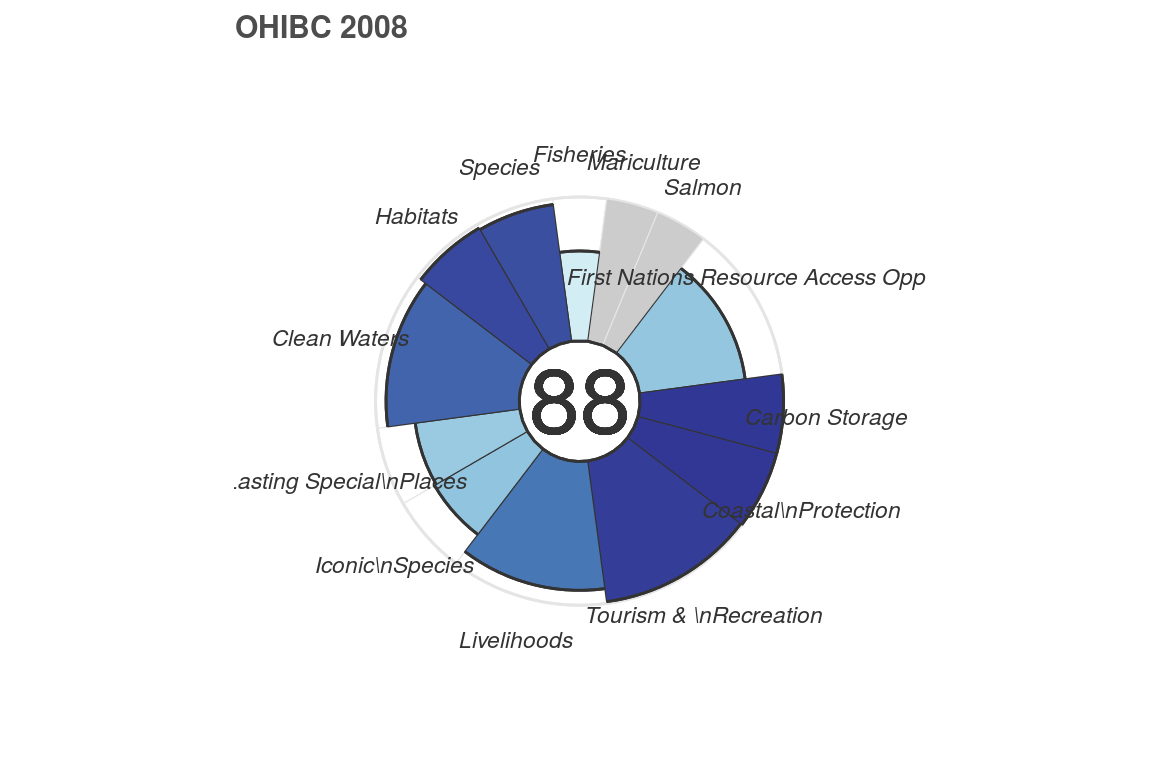 OHIBC 2008
Fisheries
Mariculture
Species
Salmon
Habitats
First Nations Resource Access Opp
Clean Waters
88
Carbon Storage
.asting Special\nPlaces
Coastal\nProtection
Iconic\nSpecies
Tourism & \nRecreation
Livelihoods